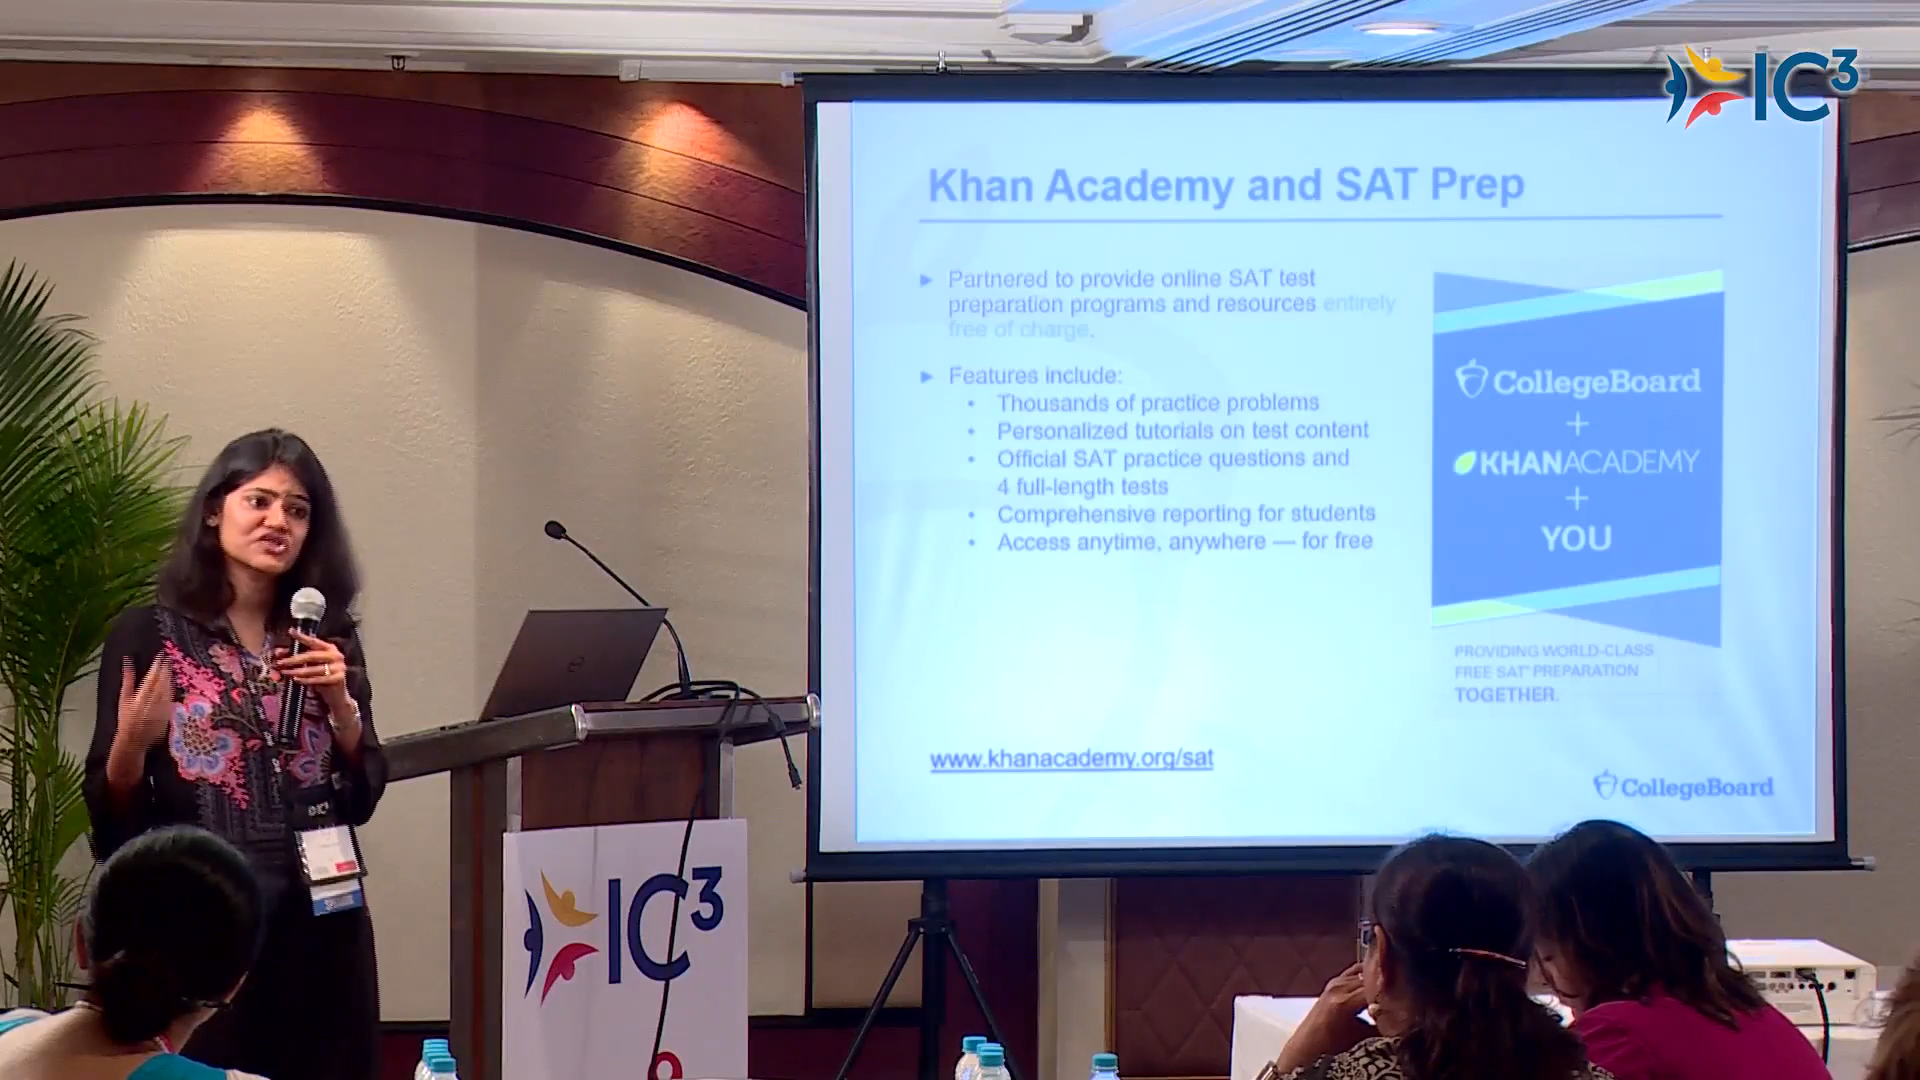 IC³
Khan Academy and SAT Prep
Partnered to provide online SAT test
preparation programs and resources entirely
free of charge.
Features include:
Thousands of practice problems
Personalized tutorials on test content
Official SAT practice questions and
4 full-length tests
Comprehensive reporting for students
Access anytime, anywhere — for free
www.khanacademy.org/sat
CollegeBoard
+
KHANACADEMY
+
YOU
PROVIDING WORLD-CLASS
FREE SAT® PREPARATION
TOGETHER.
CollegeBoard
IC³